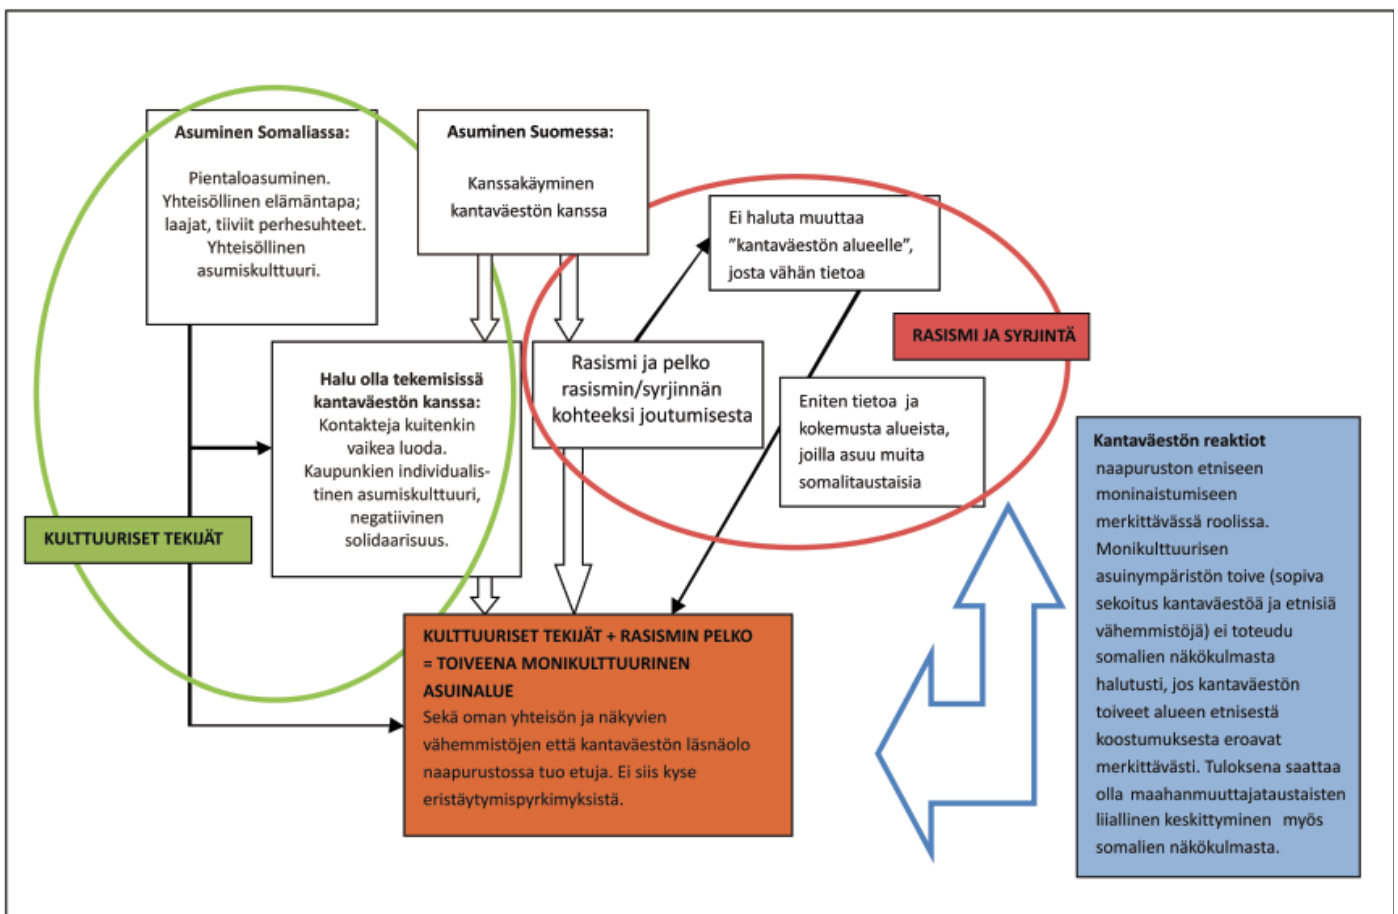 Asuminen Somaliassa:
Pientaloasuminen.
Yhteisöllinen elämäntapa;
laajat, tiiviit perhesuhteet.
Yhteisöllinen
asumiskulttuuri.
Asuminen Suomessa:
Kanssakäyminen
kantaväestön kanssa
Ei haluta muuttaa
”kantaväestön alueelle”,
josta vähän tietoa
RASISMI JA SYRJINTÄ
Halu olla tekemisissä
kantaväestön kanssa:
Kontakteja kuitenkin
vaikea luoda.
Kaupunkien individualis-
tinen asumiskulttuuri,
negatiivinen
solidaarisuus.
Rasismi ja pelko
rasismin/syrjinnän
kohteeksi joutumisesta
Eniten tietoa ja
kokemusta alueista,
joilla asuu muita
somalitaustaisia
KULTTUURISET TEKIJÄT
KULTTUURISET TEKIJÄT + RASISMIN PELKO
= TOIVEENA MONIKULTTUURINEN
ASUINALUE
Sekä oman yhteisön ja näkyvien
vähemmistöjen että kantaväestön läsnäolo
naapurustossa tuo etuja. Ei siis kyse
eristäytymispyrkimyksistä.
Kantaväestön reaktiot
naapuruston etniseen
moninaistumiseen
merkittävässä roolissa.
Monikulttuurisen
asuinympäristön toive (sopiva
sekoitus kantaväestöä ja etnisiä
vähemmistöjä) ei toteudu
somalien näkökulmasta
halutusti, jos kantaväestön
toiveet alueen etnisestä
koostumuksesta eroavat
merkittävästi. Tuloksena saattaa
olla maahanmuuttajataustaisten
liiallinen keskittyminen myös
somalien näkökulmasta.